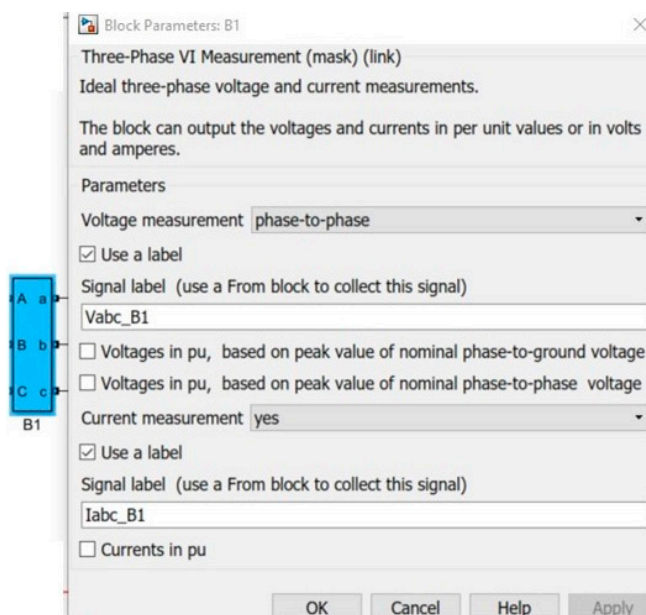 Block Parameters: B1
Three-Phase VI Measurement (mask) (link)
Ideal three-phase voltage and current measurements.
The block can output the voltages and currents in per unit values or in volts
and amperes.
Parameters
Voltage measurement phase-to-phase
Use a label
Signal label (use a From block to collect this signal)
Vabc_B1
Voltages in pu, based on peak value of nominal phase-to-ground voltage
Voltages in pu, based on peak value of nominal phase-to-phase voltage
Current measurement yes
Use a label
Signal label (use a From block to collect this signal)
Iabc_B1
Currents in pu
OK Cancel Help Apply
A a
B b
C c
B1